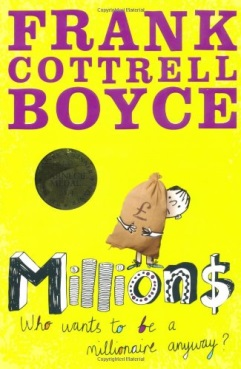 FRANK
COTTRELL
BOYCE
£
Million$
Who wants to be a
millionaire anyway?